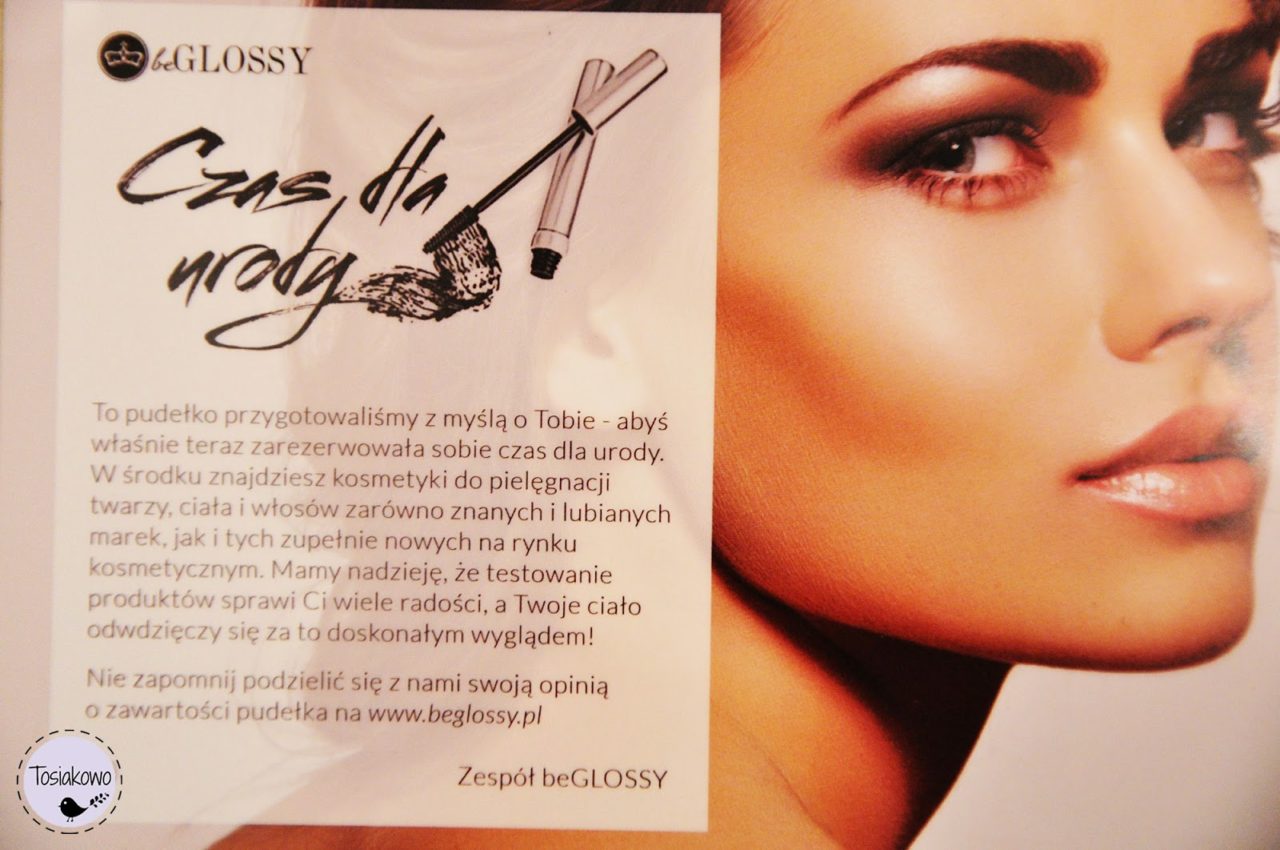 beGLOSSY
Czas dla
urody
To pudełko przygotowaliśmy z myślą o Tobie - abyś
właśnie teraz zarezerwowała sobie czas dla urody.
W środku znajdziesz kosmetyki do pielęgnacji
twarzy, ciała i włosów zarówno znanych i lubianych
marek, jak i tych zupełnie nowych na rynku
kosmetycznym. Mamy nadzieję, że testowanie
produktów sprawi Ci wiele radości, a Twoje ciało
odwdzięczy się za to doskonałym wyglądem!
Nie zapomnij podzielić się z nami swoją opinią
o zawartości pudełka na www.beglossy.pl
Zespół beGLOSSY
Tosiakowo